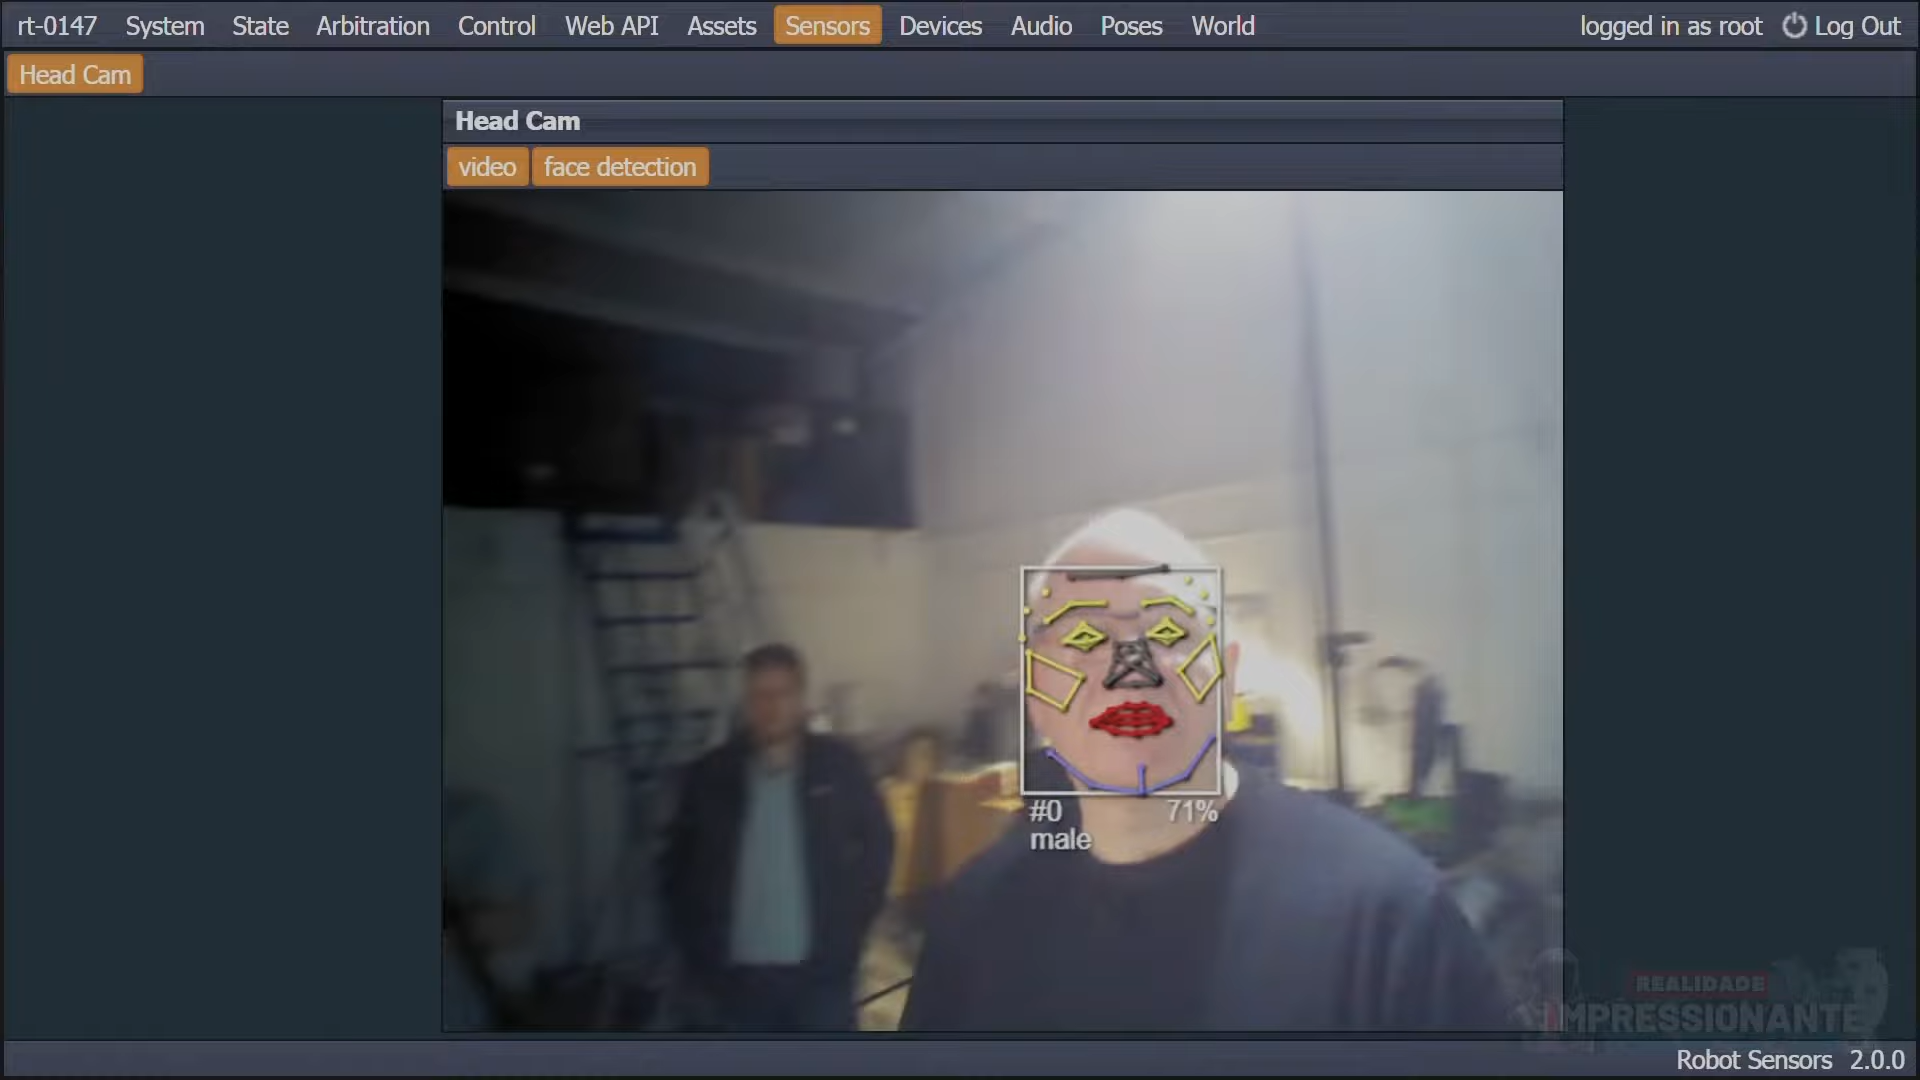 rt-0147 System State Arbitration Control Web API Assets Sensors Devices Audio Poses World logged in as root Log Out
Head Cam
Head Cam
video face detection
#0 71%
male
REALIDADE
IMPRESSIONANTE
Robot Sensors 2.0.0